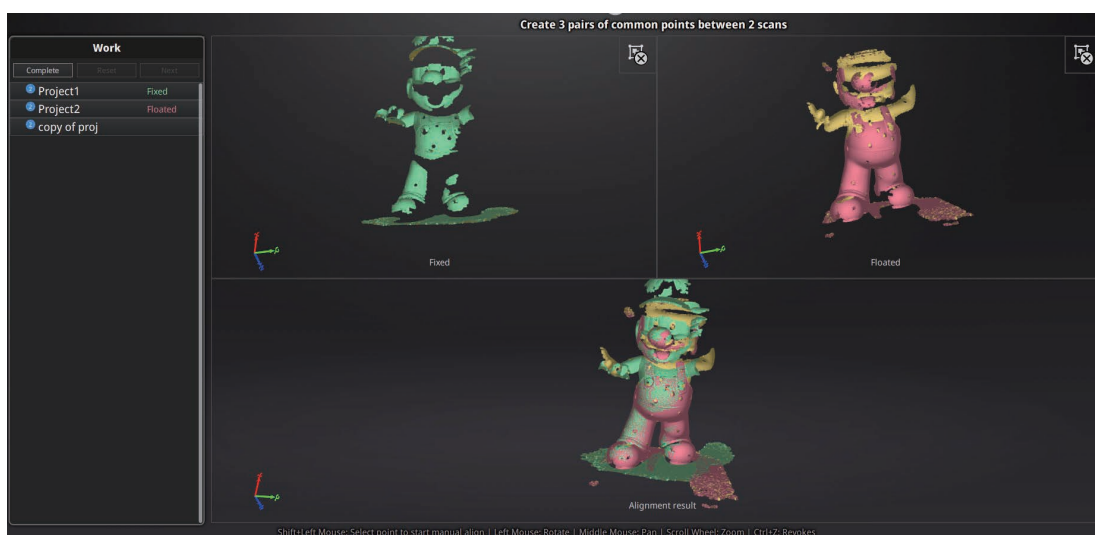 Create 3 pairs of common points between 2 scans
Work
Complete Reset Next
Project1 Fixed
Project2 Floated
copy of proj
Fixed
Floated
Alignment result
Shift+Left Mouse: Select point to start manual align | Left Mouse: Rotate | Middle Mouse: Pan | Scroll Wheel: Zoom | Ctrl+Z: Revokes